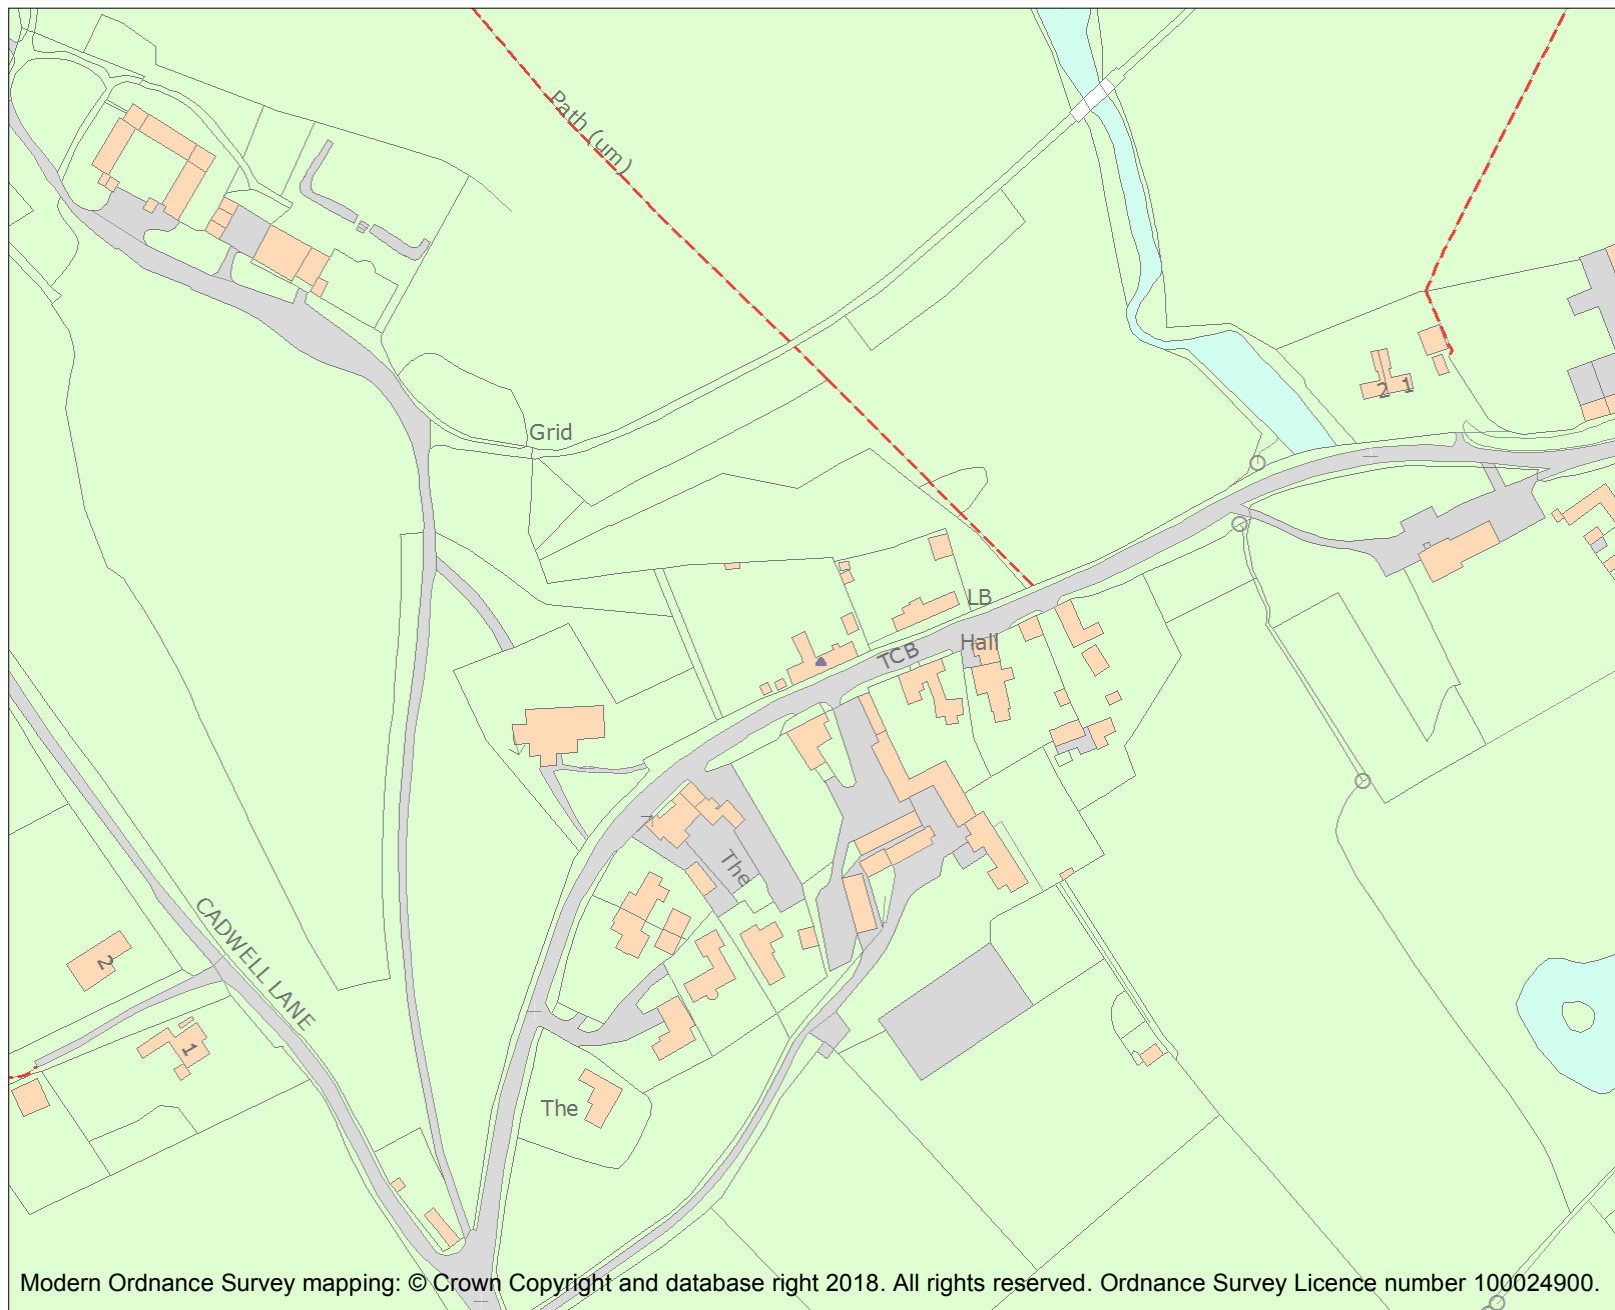 Path (um)
Grid
2 1
LB
Hall
TCB
The
CADWELL LANE
2
1
The
Modern Ordnance Survey mapping: © Crown Copyright and database right 2018. All rights reserved. Ordnance Survey Licence number 100024900.